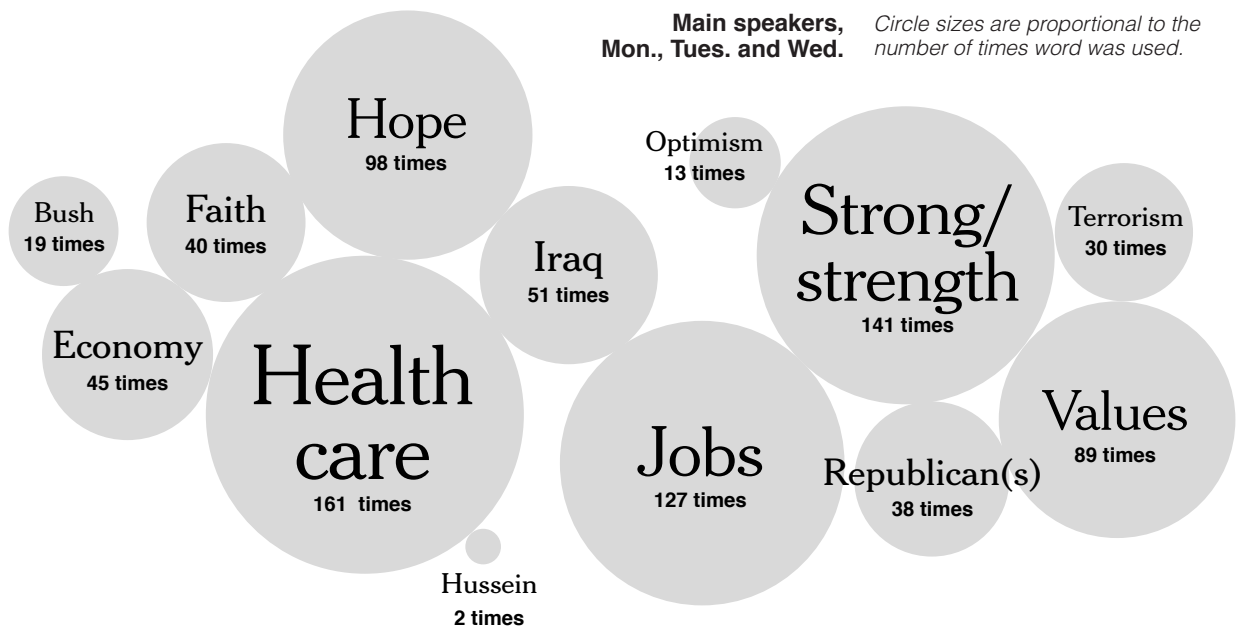 Main speakers,
Mon., Tues. and Wed.
Circle sizes are proportional to the
number of times word was used.
Hope
98 times
Optimism
13 times
Bush
19 times
Faith
40 times
Iraq
51 times
Strong/
strength
141 times
Terrorism
30 times
Economy
45 times
Health
care
161 times
Jobs
127 times
Republican(s)
38 times
Values
89 times
Hussein
2 times